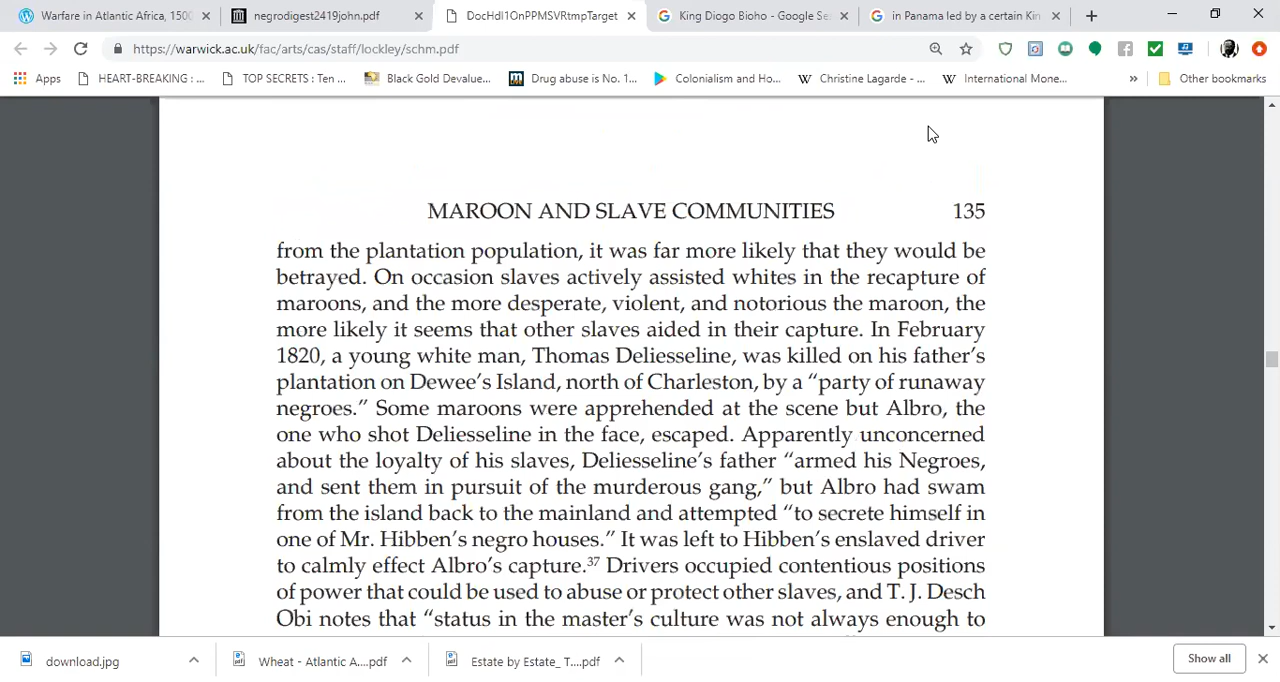 Warfare in Atlantic Africa, 1500
negrodigest2419john.pdf
DocHdl1OnPPMSVRtmpTarget
King Diogo Bioho - Google Se
in Panama led by a certain Kin
https://warwick.ac.uk/fac/arts/cas/staff/lockley/schm.pdf
Apps
HEART-BREAKING : ...
TOP SECRETS : Ten ...
Black Gold Devalue...
Drug abuse is No. 1...
Colonialism and Ho...
Christine Lagarde - ...
International Mone...
»
Other bookmarks
MAROON AND SLAVE COMMUNITIES 135
from the plantation population, it was far more likely that they would be
betrayed. On occasion slaves actively assisted whites in the recapture of
maroons, and the more desperate, violent, and notorious the maroon, the
more likely it seems that other slaves aided in their capture. In February
1820, a young white man, Thomas Deliesseline, was killed on his father’s
plantation on Dewee’s Island, north of Charleston, by a “party of runaway
negroes.” Some maroons were apprehended at the scene but Albro, the
one who shot Deliesseline in the face, escaped. Apparently unconcerned
about the loyalty of his slaves, Deliesseline’s father “armed his Negroes,
and sent them in pursuit of the murderous gang,” but Albro had swam
from the island back to the mainland and attempted “to secrete himself in
one of Mr. Hibben’s negro houses.” It was left to Hibben’s enslaved driver
to calmly effect Albro’s capture.37 Drivers occupied contentious positions
of power that could be used to abuse or protect other slaves, and T. J. Desch
Obi notes that “status in the master’s culture was not always enough to
download.jpg
Wheat - Atlantic A....pdf
Estate by Estate_ T....pdf
Show all